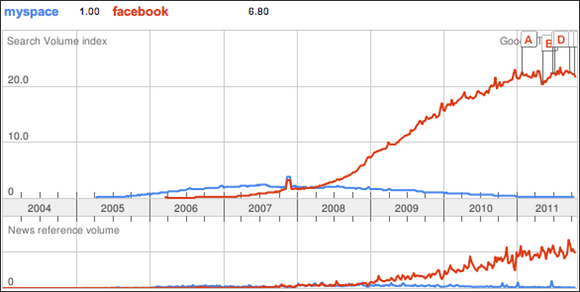 myspace 1.00 facebook 6.80
Search Volume index
A
D
20.0
10.0
0
2004 2005 2006 2007 2008 2009 2010 2011
News reference volume
0